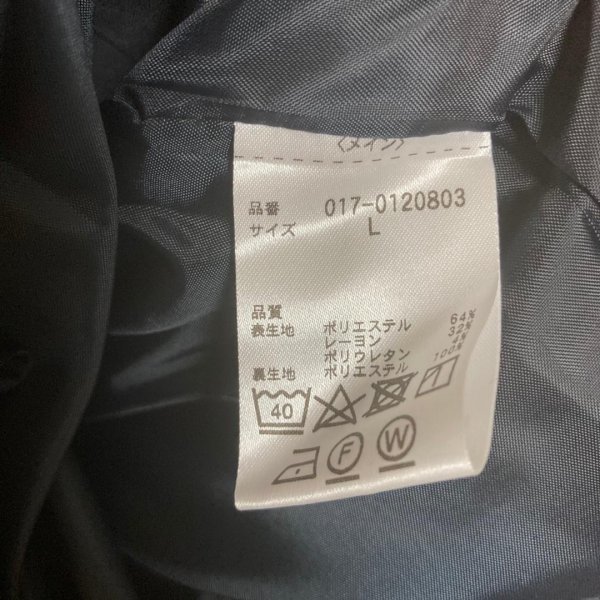 〈メイン〉
品番 017-0120803
サイズ L
品質
表生地 ポリエステル 64%
レーヨン 32%
ポリウレタン 4%
裏生地 ポリエステル 100%
40
F W